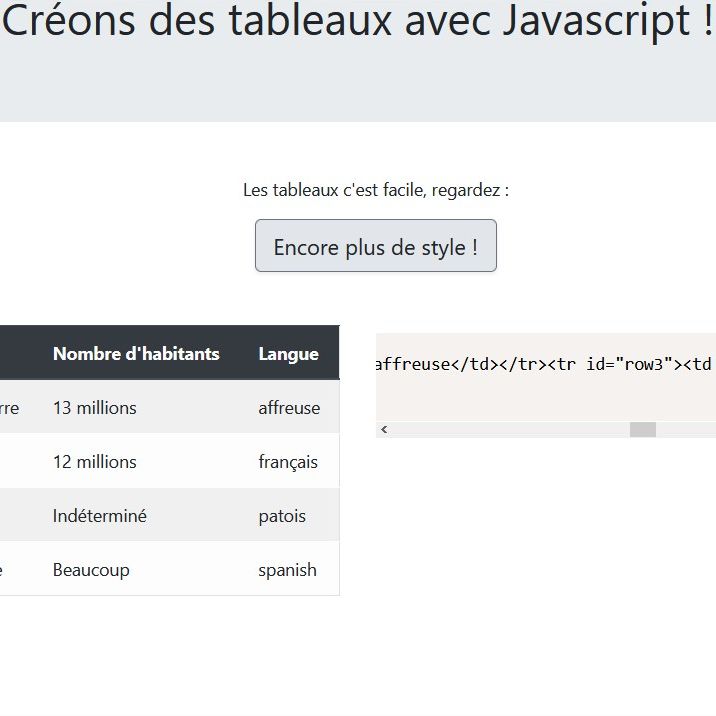 Créons des tableaux avec Javascript !
Les tableaux c'est facile, regardez :
Encore plus de style !
Nombre d'habitants Langue
rre 13 millions affreuse
12 millions français
Indéterminé patois
e Beaucoup spanish
affreuse</td></tr><tr id="row3"><td